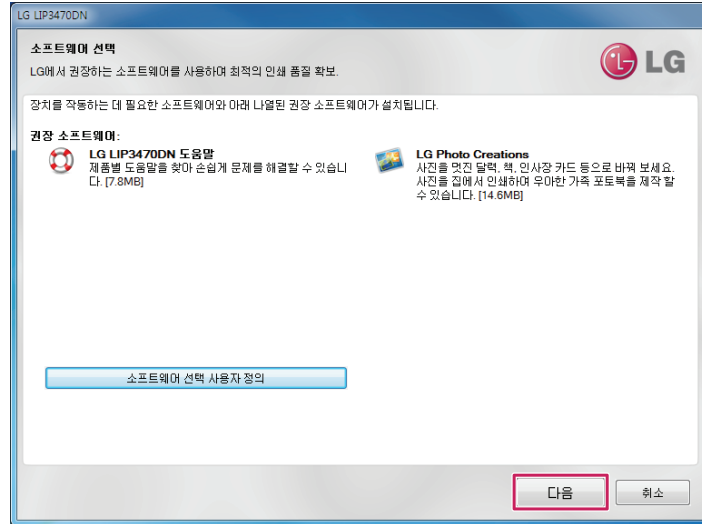 LG LIP3470DN
소프트웨어 선택
LG에서 권장하는 소프트웨어를 사용하여 최적의 인쇄 품질 확보.
LG
장치를 작동하는 데 필요한 소프트웨어와 아래 나열된 권장 소프트웨어가 설치됩니다.
권장 소프트웨어:
LG LIP3470DN 도움말
제품별 도움말을 찾아 손쉽게 문제를 해결할 수 있습니
다. [7.8MB]
LG Photo Creations
사진을 멋진 달력, 책, 인사장 카드 등으로 바꿔 보세요.
사진을 집에서 인쇄하여 우아한 가족 포토북을 제작 할
수 있습니다. [14.6MB]
소프트웨어 선택 사용자 정의
다음
취소